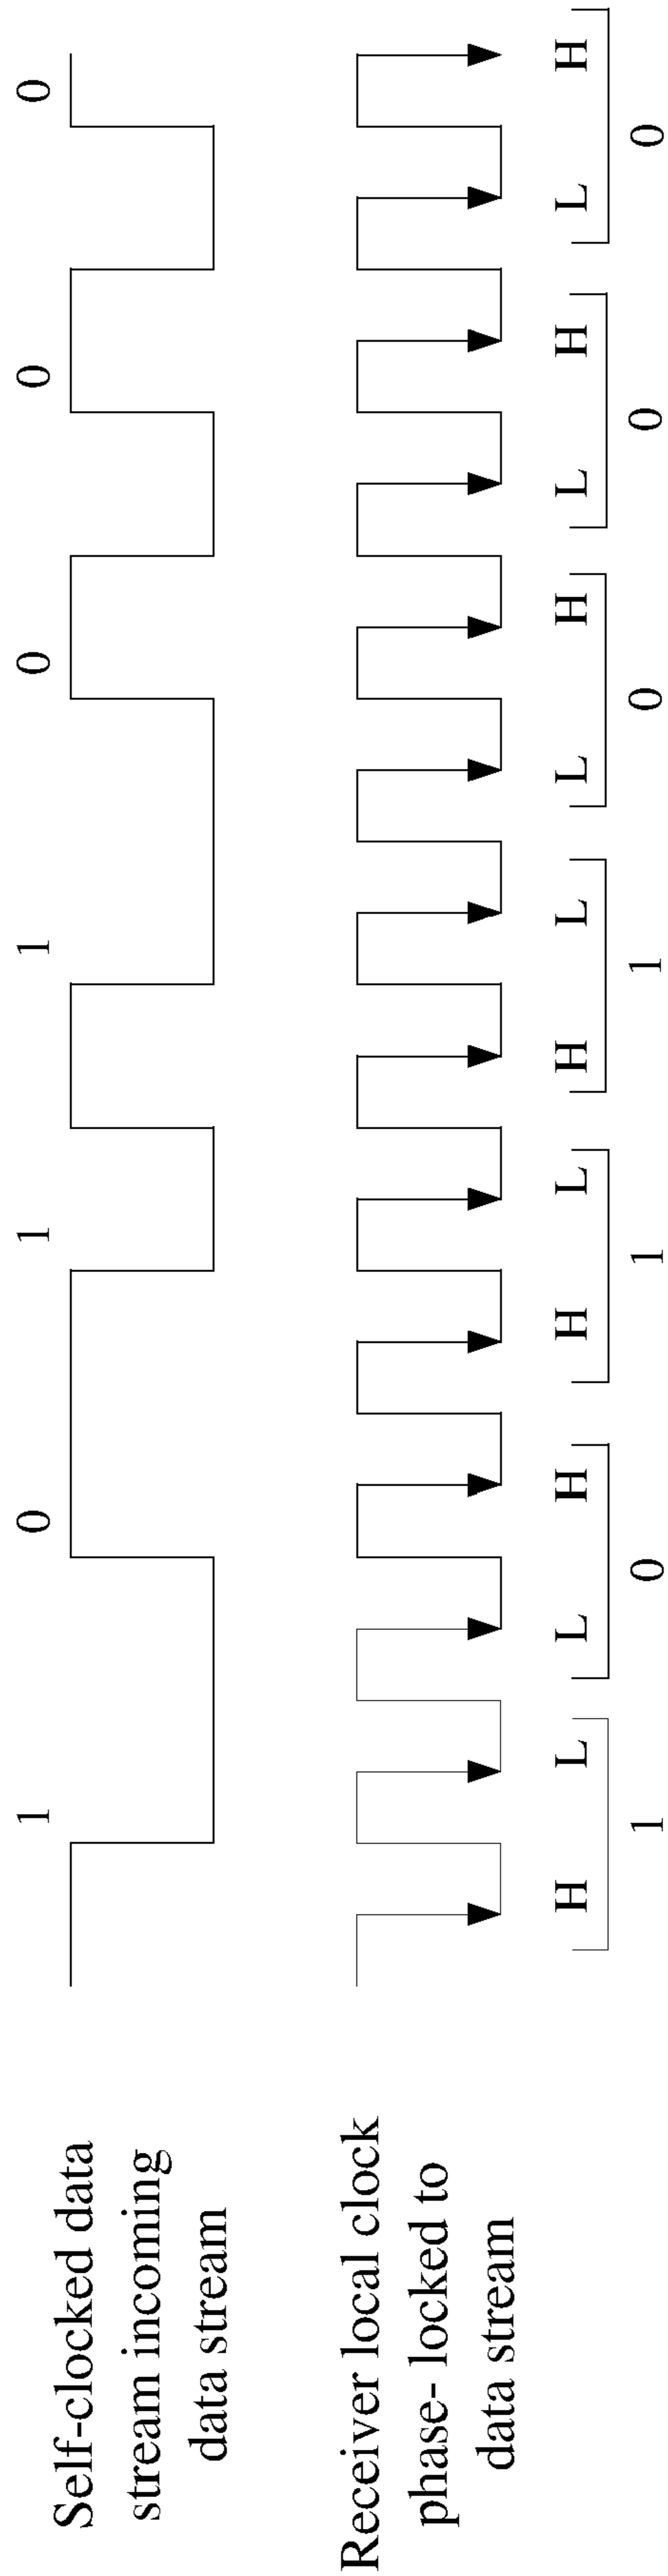 1 0 1 1 0 0 0
Self-clocked data
stream incoming
data stream
Receiver local clock
phase- locked to
data stream
H L L H H L H L L H L H L H
1 0 1 1 0 0 0